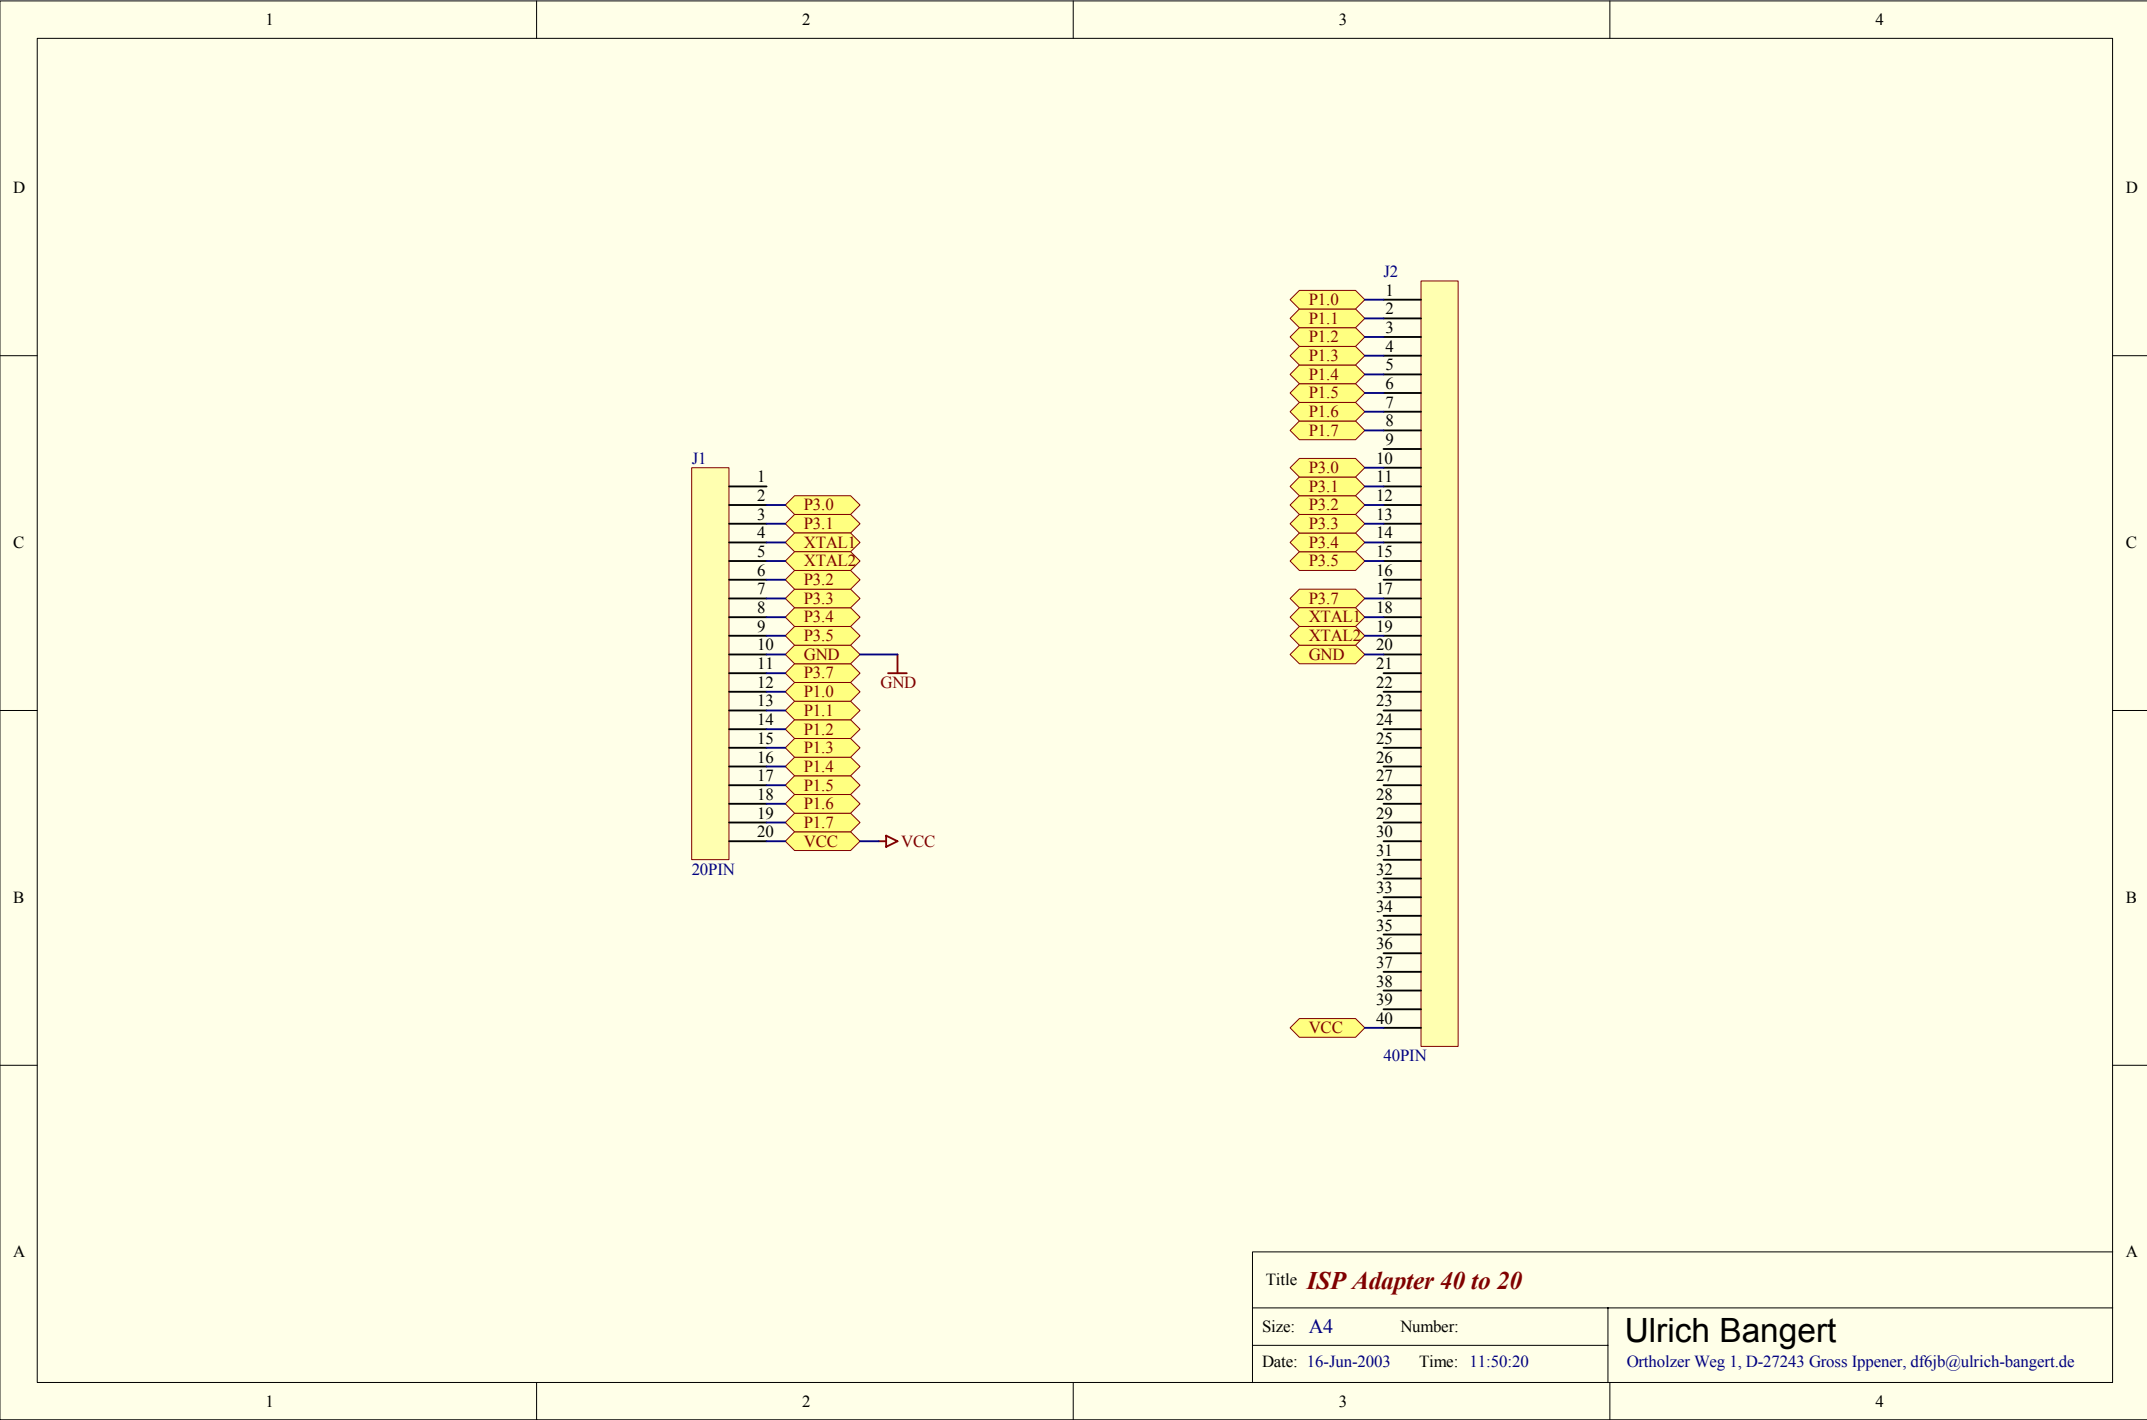 1 2 3 4
D D
C C
B B
A A
J1
1
2 P3.0
3 P3.1
4 XTAL1
5 XTAL2
6 P3.2
7 P3.3
8 P3.4
9 P3.5
10 GND
GND
11 P3.7
12 P1.0
13 P1.1
14 P1.2
15 P1.3
16 P1.4
17 P1.5
18 P1.6
19 P1.7
20 VCC VCC
20PIN
J2
P1.0 1
P1.1 2
P1.2 3
P1.3 4
P1.4 5
P1.5 6
P1.6 7
P1.7 8
9
P3.0 10
P3.1 11
P3.2 12
P3.3 13
P3.4 14
P3.5 15
16
P3.7 17
XTAL1 18
XTAL2 19
GND 20
21
22
23
24
25
26
27
28
29
30
31
32
33
34
35
36
37
38
39
VCC 40
40PIN
Title ISP Adapter 40 to 20
Size: A4 Number:
Date: 16-Jun-2003 Time: 11:50:20
Ulrich Bangert
Ortholzer Weg 1, D-27243 Gross Ippener, df6jb@ulrich-bangert.de
1 2 3 4